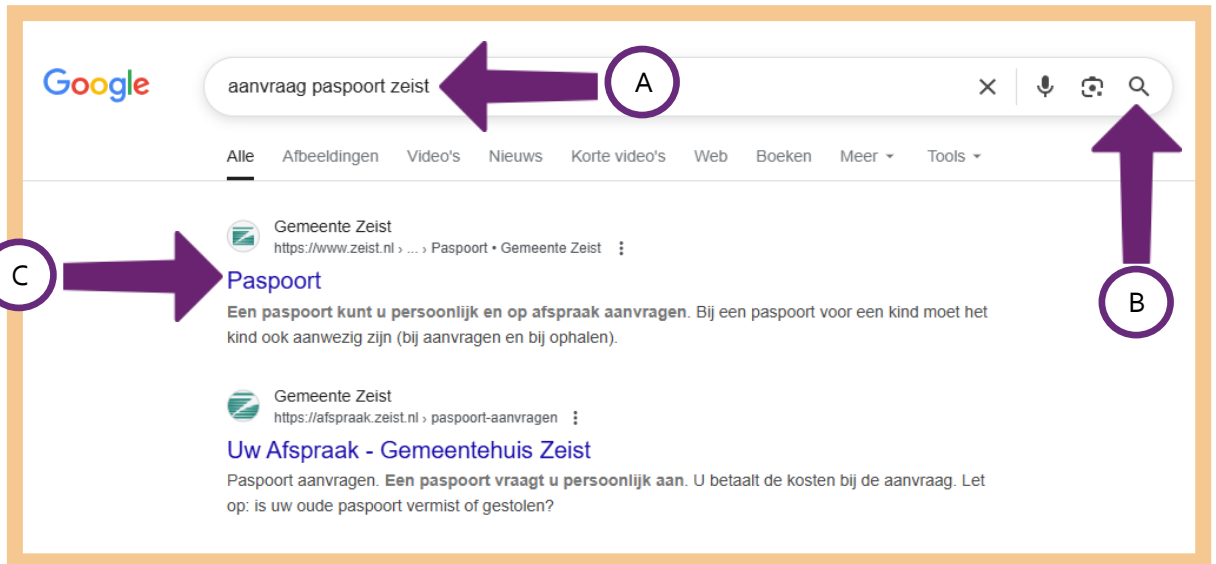 Google
aanvraag paspoort zeist
A
Alle Afbeeldingen Video's Nieuws Korte video's Web Boeken Meer Tools
Gemeente Zeist
https://www.zeist.nl › ... › Paspoort • Gemeente Zeist
C
Paspoort
B
Een paspoort kunt u persoonlijk en op afspraak aanvragen. Bij een paspoort voor een kind moet het
kind ook aanwezig zijn (bij aanvragen en bij ophalen).
Gemeente Zeist
https://afspraak.zeist.nl › paspoort-aanvragen
Uw Afspraak - Gemeentehuis Zeist
Paspoort aanvragen. Een paspoort vraagt u persoonlijk aan. U betaalt de kosten bij de aanvraag. Let
op: is uw oude paspoort vermist of gestolen?